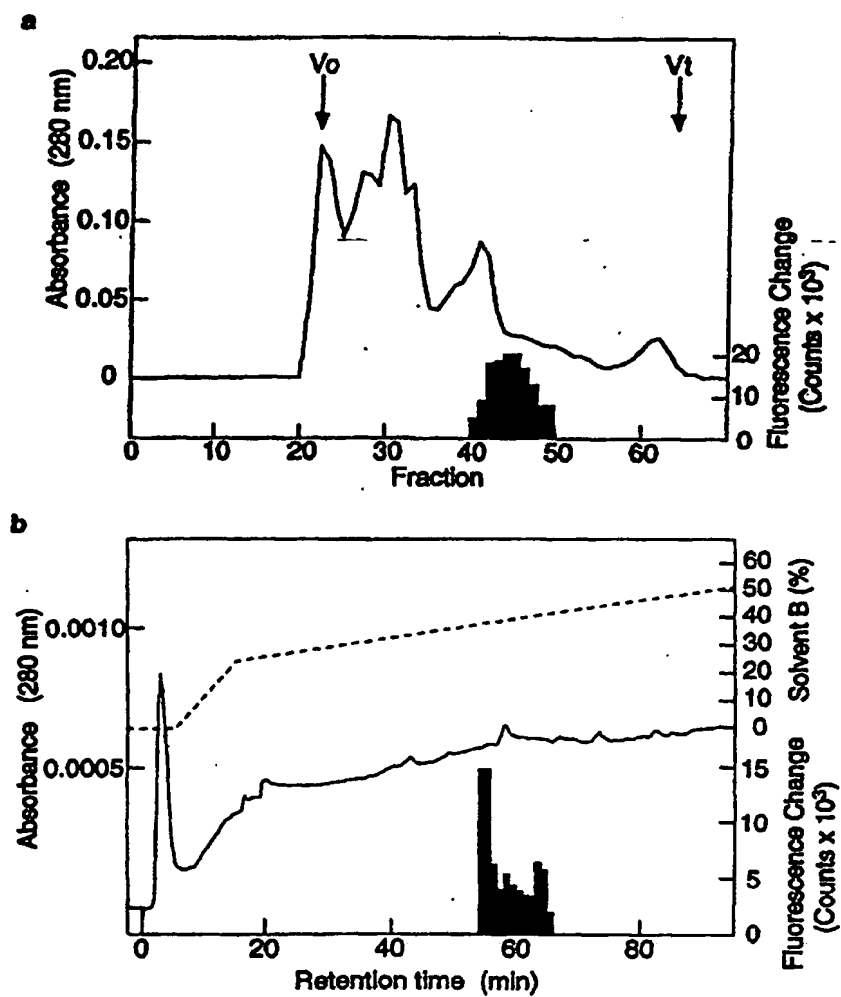 a
Vo
Vt
0.20
0.15
0.10
0.05
0
Absorbance (280 nm)
20
10
0
Fluorescence Change
(Counts x 10³)
0 10 20 30 40 50 60
Fraction
b
0.0010
0.0005
Absorbance (280 nm)
60
50
40
30
20
10
0
Solvent B (%)
15
10
5
0
Fluorescence Change
(Counts x 10³)
0 20 40 60 80
Retention time (min)